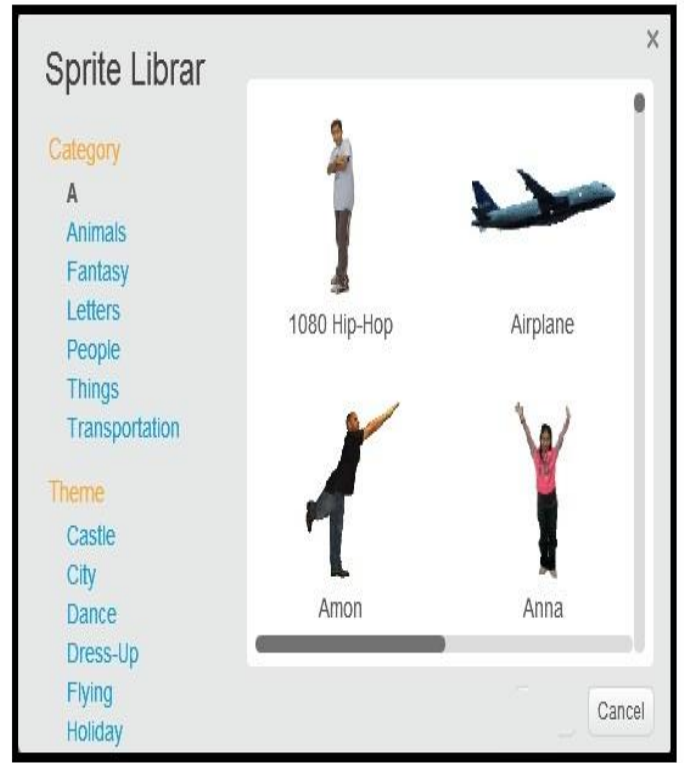 Sprite Librar
X
Category
A
Animals
Fantasy
Letters
People
Things
Transportation
Theme
Castle
City
Dance
Dress-Up
Flying
Holiday
1080 Hip-Hop
Airplane
Amon
Anna
Cancel